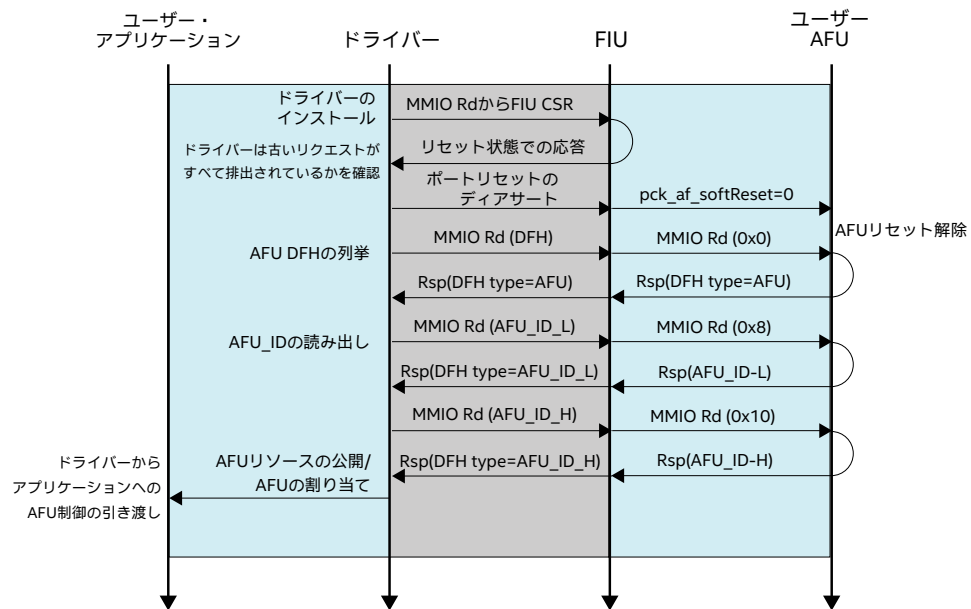 ユーザー・
アプリケーション
ドライバー
FIU
ユーザー
AFU
ドライバーの
インストール
MMIO RdからFIU CSR
ドライバーは古いリクエストが
すべて排出されているかを確認
リセット状態での応答
ポートリセットの
ディアサート
pck_af_softReset=0
AFUリセット解除
AFU DFHの列挙
MMIO Rd (DFH)
MMIO Rd (0x0)
Rsp(DFH type=AFU)
Rsp(DFH type=AFU)
AFU_IDの読み出し
MMIO Rd (AFU_ID_L)
MMIO Rd (0x8)
Rsp(DFH type=AFU_ID_L)
Rsp(AFU_ID-L)
MMIO Rd (AFU_ID_H)
MMIO Rd (0x10)
ドライバーから
アプリケーションへの
AFU制御の引き渡し
AFUリソースの公開/
AFUの割り当て
Rsp(DFH type=AFU_ID_H)
Rsp(AFU_ID-H)